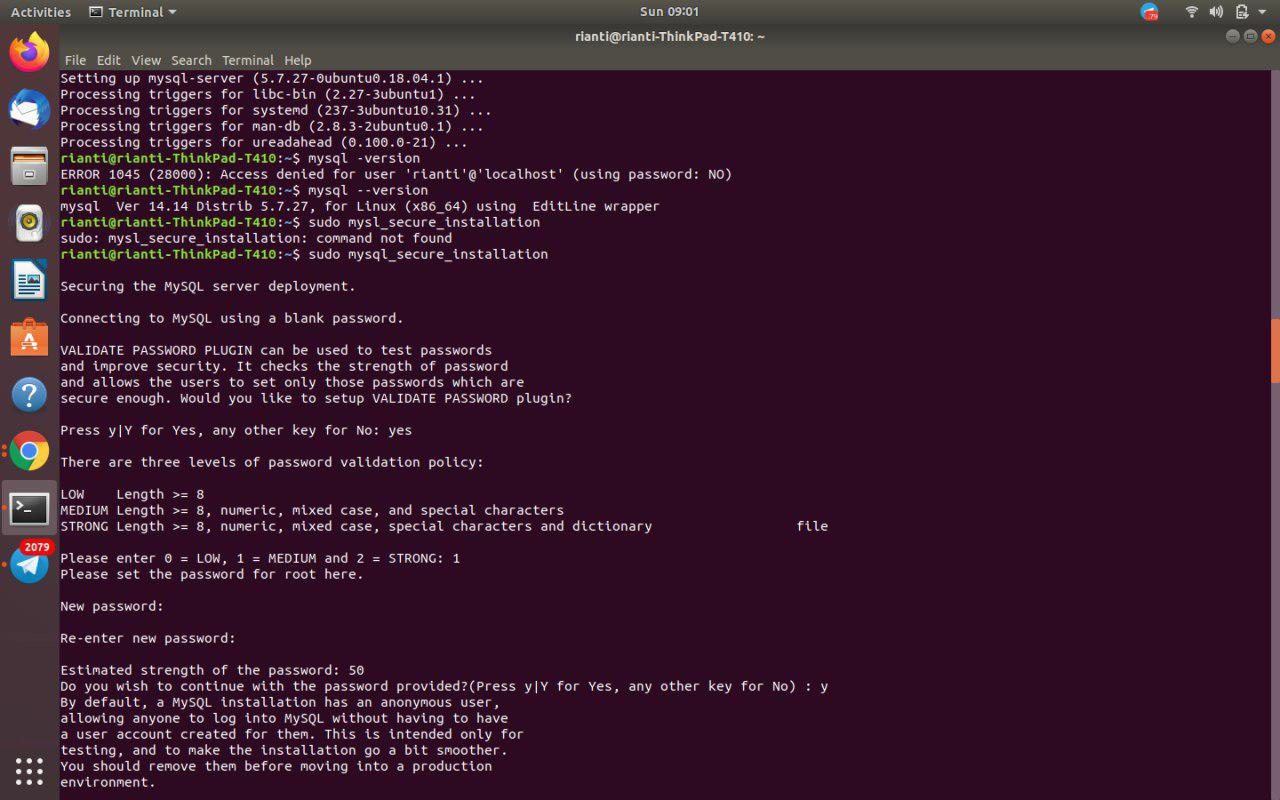 Activities Terminal Sun 09:01 79
rianti@rianti-ThinkPad-T410: ~
File Edit View Search Terminal Help
Setting up mysql-server (5.7.27-0ubuntu0.18.04.1) ...
Processing triggers for libc-bin (2.27-3ubuntu1) ...
Processing triggers for systemd (237-3ubuntu10.31) ...
Processing triggers for man-db (2.8.3-2ubuntu0.1) ...
Processing triggers for ureadahead (0.100.0-21) ...
rianti@rianti-ThinkPad-T410:~$ mysql -version
ERROR 1045 (28000): Access denied for user 'rianti'@'localhost' (using password: NO)
rianti@rianti-ThinkPad-T410:~$ mysql --version
mysql  Ver 14.14 Distrib 5.7.27, for Linux (x86_64) using  EditLine wrapper
rianti@rianti-ThinkPad-T410:~$ sudo mysl_secure_installation
sudo: mysl_secure_installation: command not found
rianti@rianti-ThinkPad-T410:~$ sudo mysql_secure_installation
Securing the MySQL server deployment.
Connecting to MySQL using a blank password.
VALIDATE PASSWORD PLUGIN can be used to test passwords
and improve security. It checks the strength of password
and allows the users to set only those passwords which are
secure enough. Would you like to setup VALIDATE PASSWORD plugin?
Press y|Y for Yes, any other key for No: yes
There are three levels of password validation policy:
LOW    Length >= 8
MEDIUM Length >= 8, numeric, mixed case, and special characters
STRONG Length >= 8, numeric, mixed case, special characters and dictionary                  file
Please enter 0 = LOW, 1 = MEDIUM and 2 = STRONG: 1
Please set the password for root here.
New password:
Re-enter new password:
Estimated strength of the password: 50
Do you wish to continue with the password provided?(Press y|Y for Yes, any other key for No) : y
By default, a MySQL installation has an anonymous user,
allowing anyone to log into MySQL without having to have
a user account created for them. This is intended only for
testing, and to make the installation go a bit smoother.
You should remove them before moving into a production
environment.
2079